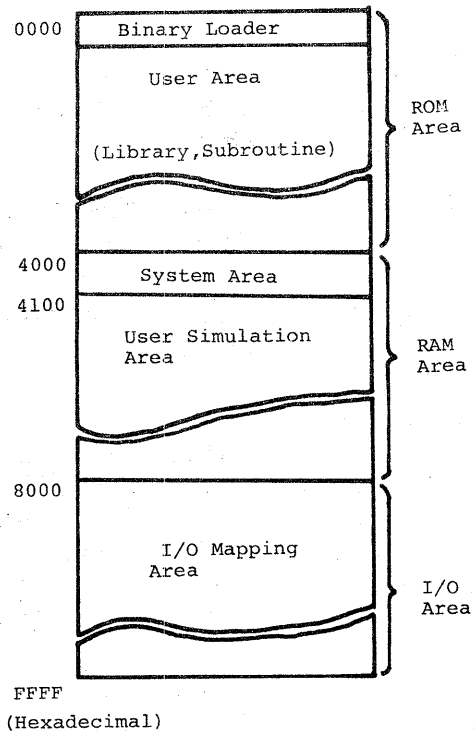 0000
Binary Loader
User Area
(Library,Subroutine)
ROM
Area
4000
System Area
4100
User Simulation
Area
RAM
Area
8000
I/O Mapping
Area
I/O
Area
FFFF
(Hexadecimal)